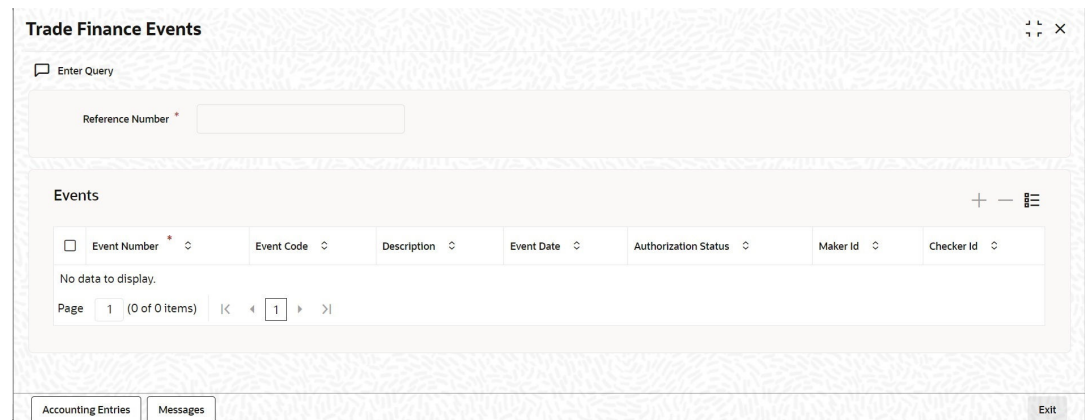 Trade Finance Events
Enter Query
Reference Number *
Events
Event Number * Event Code Description Event Date Authorization Status Maker Id Checker Id
No data to display.
Page 1 (0 of 0 items) 1
Accounting Entries Messages Exit